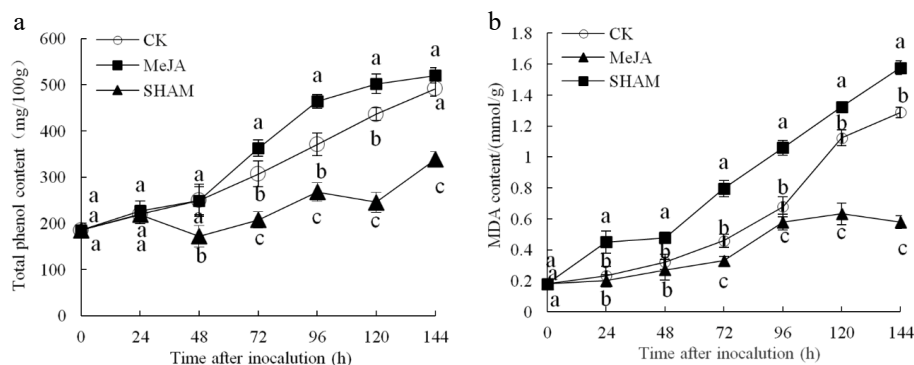 a
CK
MeJA
SHAM
Total phenol content (mg/100g)
600
500
400
300
200
100
0
a
a
a
a
a
a
a
a
a
a
b
a
b
c
a
b
c
a
b
c
a
a
c
0 24 48 72 96 120 144
Time after inocalution (h)
b
CK
MeJA
SHAM
MDA content/(mmol/g)
1.8
1.6
1.4
1.2
1
0.8
0.6
0.4
0.2
0
a
a
a
a
b
b
a
b
b
a
b
c
a
b
c
a
b
c
a
b
c
0 24 48 72 96 120 144
Time after inocalution (h)